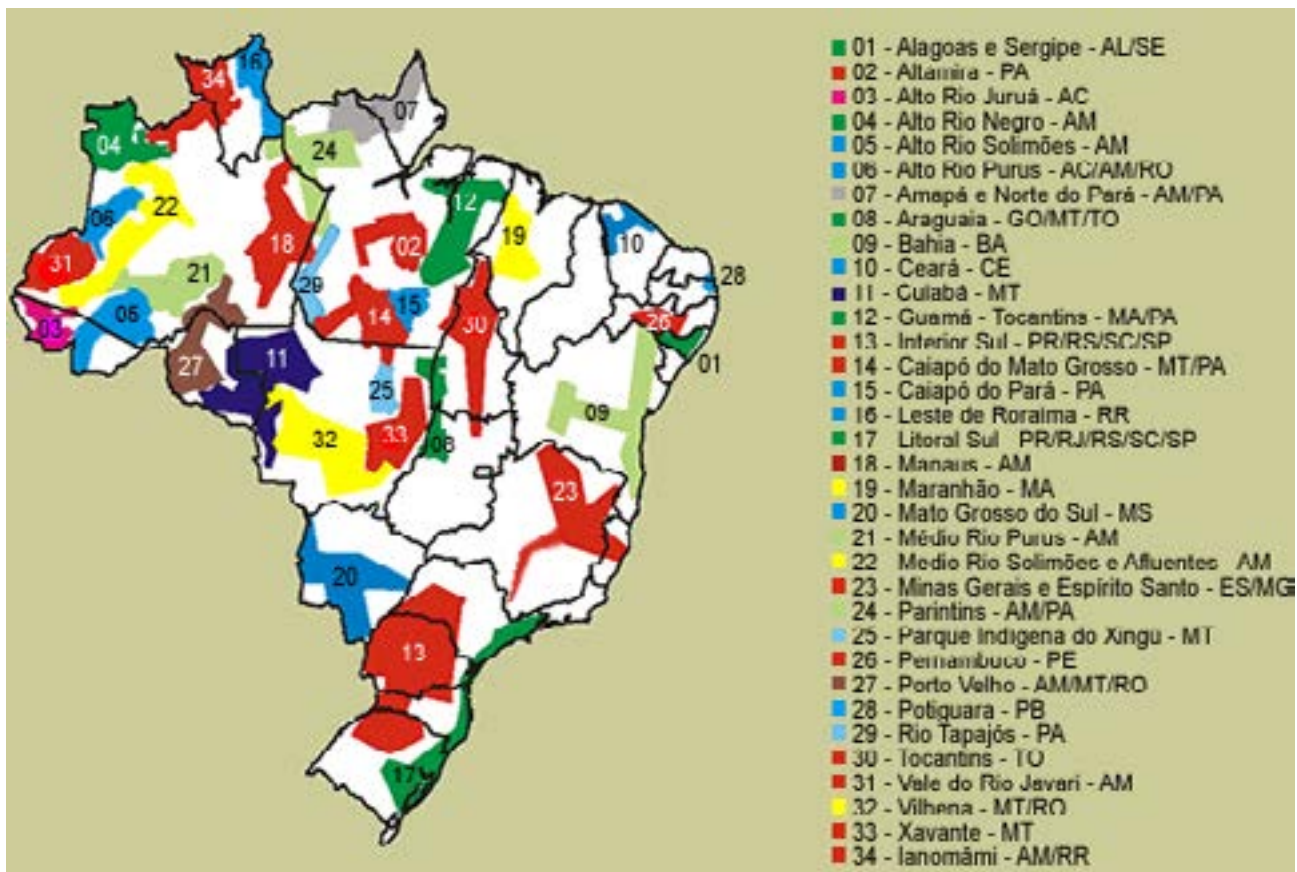 34
16
07
04
24
12
22
06
19
10
18
02
31
28
21
29
15
05
14
30
26
03
01
11
27
25
09
32
33
08
23
20
13
17
01 - Alagoas e Sergipe - AL/SE
02 - Altamira - PA
03 - Alto Rio Juruá - AC
04 - Alto Rio Negro - AM
05 - Alto Rio Solimões - AM
06 - Alto Rio Purus - AC/AM/RO
07 - Amapá e Norte do Pará - AM/PA
08 - Araguaia - GO/MT/TO
09 - Bahia - BA
10 - Ceará - CE
11 - Cuiabá - MT
12 - Guamá - Tocantins - MA/PA
13 - Interior Sul - PR/RS/SC/SP
14 - Caiapó do Mato Grosso - MT/PA
15 - Caiapó do Pará - PA
16 - Leste de Roraima - RR
17 Litoral Sul PR/RJ/RS/SC/SP
18 - Manaus - AM
19 - Maranhão - MA
20 - Mato Grosso do Sul - MS
21 - Médio Rio Purus - AM
22 Medio Rio Solimões e Afluentes AM
23 - Minas Gerais e Espírito Santo - ES/MG
24 - Parintins - AM/PA
25 - Parque Indígena do Xingu - MT
26 - Pernambuco - PE
27 - Porto Velho - AM/MT/RO
28 - Potiguara - PB
29 - Rio Tapajós - PA
30 - Tocantins - TO
31 - Vale do Rio Javari - AM
32 - Vilhena - MT/RO
33 - Xavante - MT
34 - Ianomâmi - AM/RR